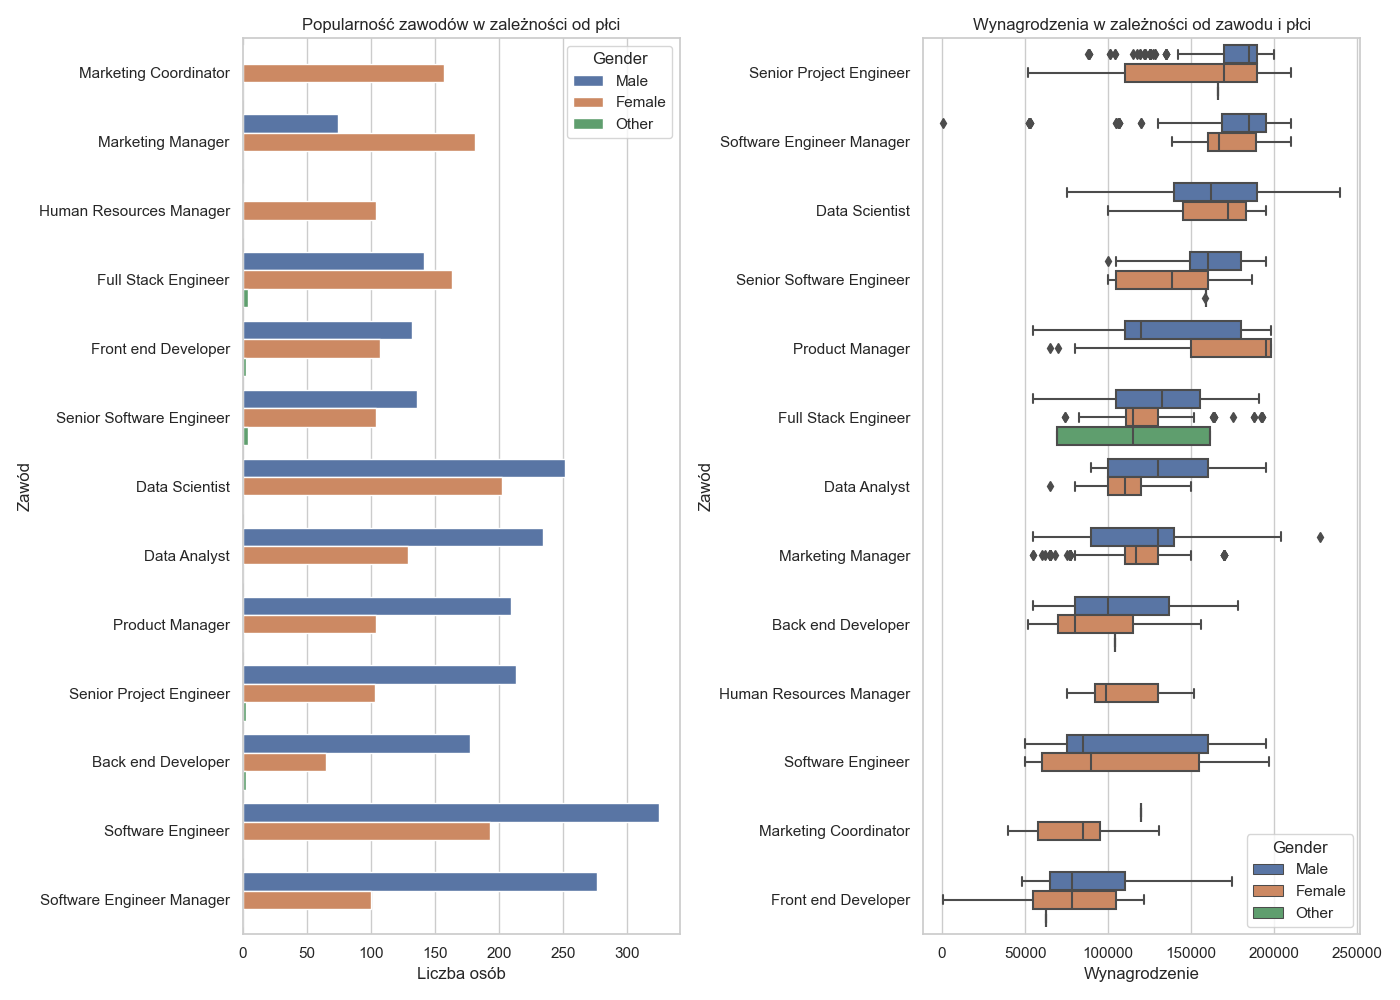 Popularność zawodów w zależności od płci
Gender
Male
Female
Other
Marketing Coordinator
Marketing Manager
Human Resources Manager
Full Stack Engineer
Front end Developer
Senior Software Engineer
Data Scientist
Data Analyst
Product Manager
Senior Project Engineer
Back end Developer
Software Engineer
Software Engineer Manager
Zawód
0 50 100 150 200 250 300
Liczba osób
Wynagrodzenia w zależności od zawodu i płci
Senior Project Engineer
Software Engineer Manager
Data Scientist
Senior Software Engineer
Product Manager
Full Stack Engineer
Data Analyst
Marketing Manager
Back end Developer
Human Resources Manager
Software Engineer
Marketing Coordinator
Front end Developer
Zawód
Gender
Male
Female
Other
0 50000 100000 150000 200000 250000
Wynagrodzenie